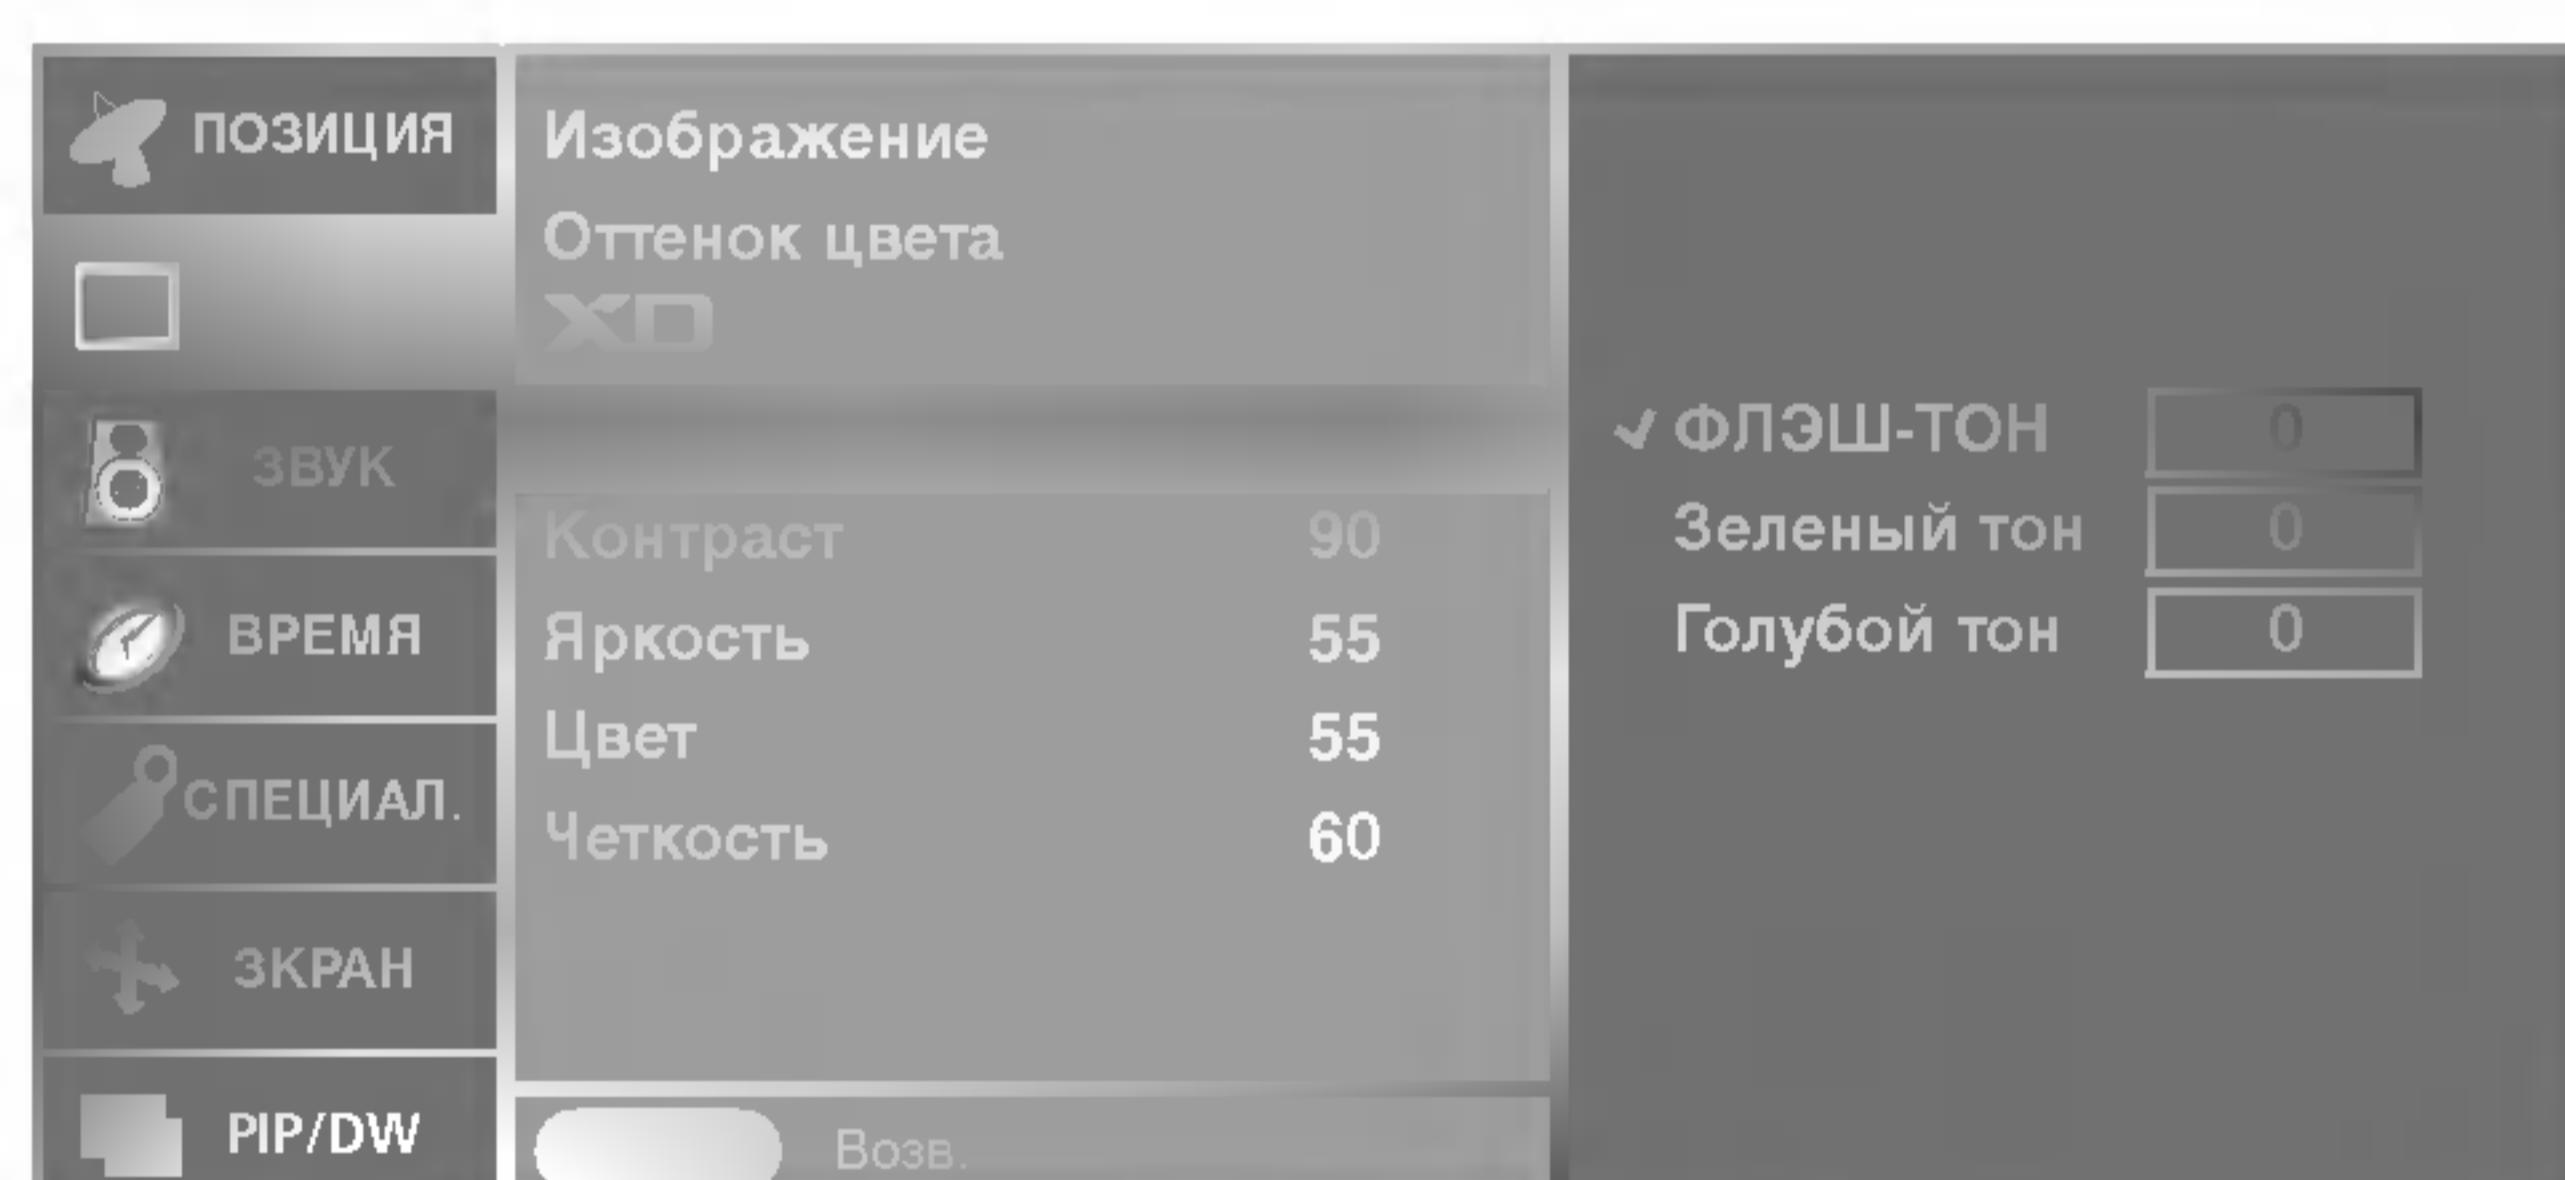 ПОЗИЦИЯ
ЗВУК
ВРЕМЯ
СПЕЦИАЛ.
ЗКРАН
PIP/DW
Изображение
Оттенок цвета
XD
Контраст 90
Яркость 55
Цвет 55
Четкость 60
Возв.
ФЛЭШ-ТОН 0
Зеленый тон 0
Голубой тон 0